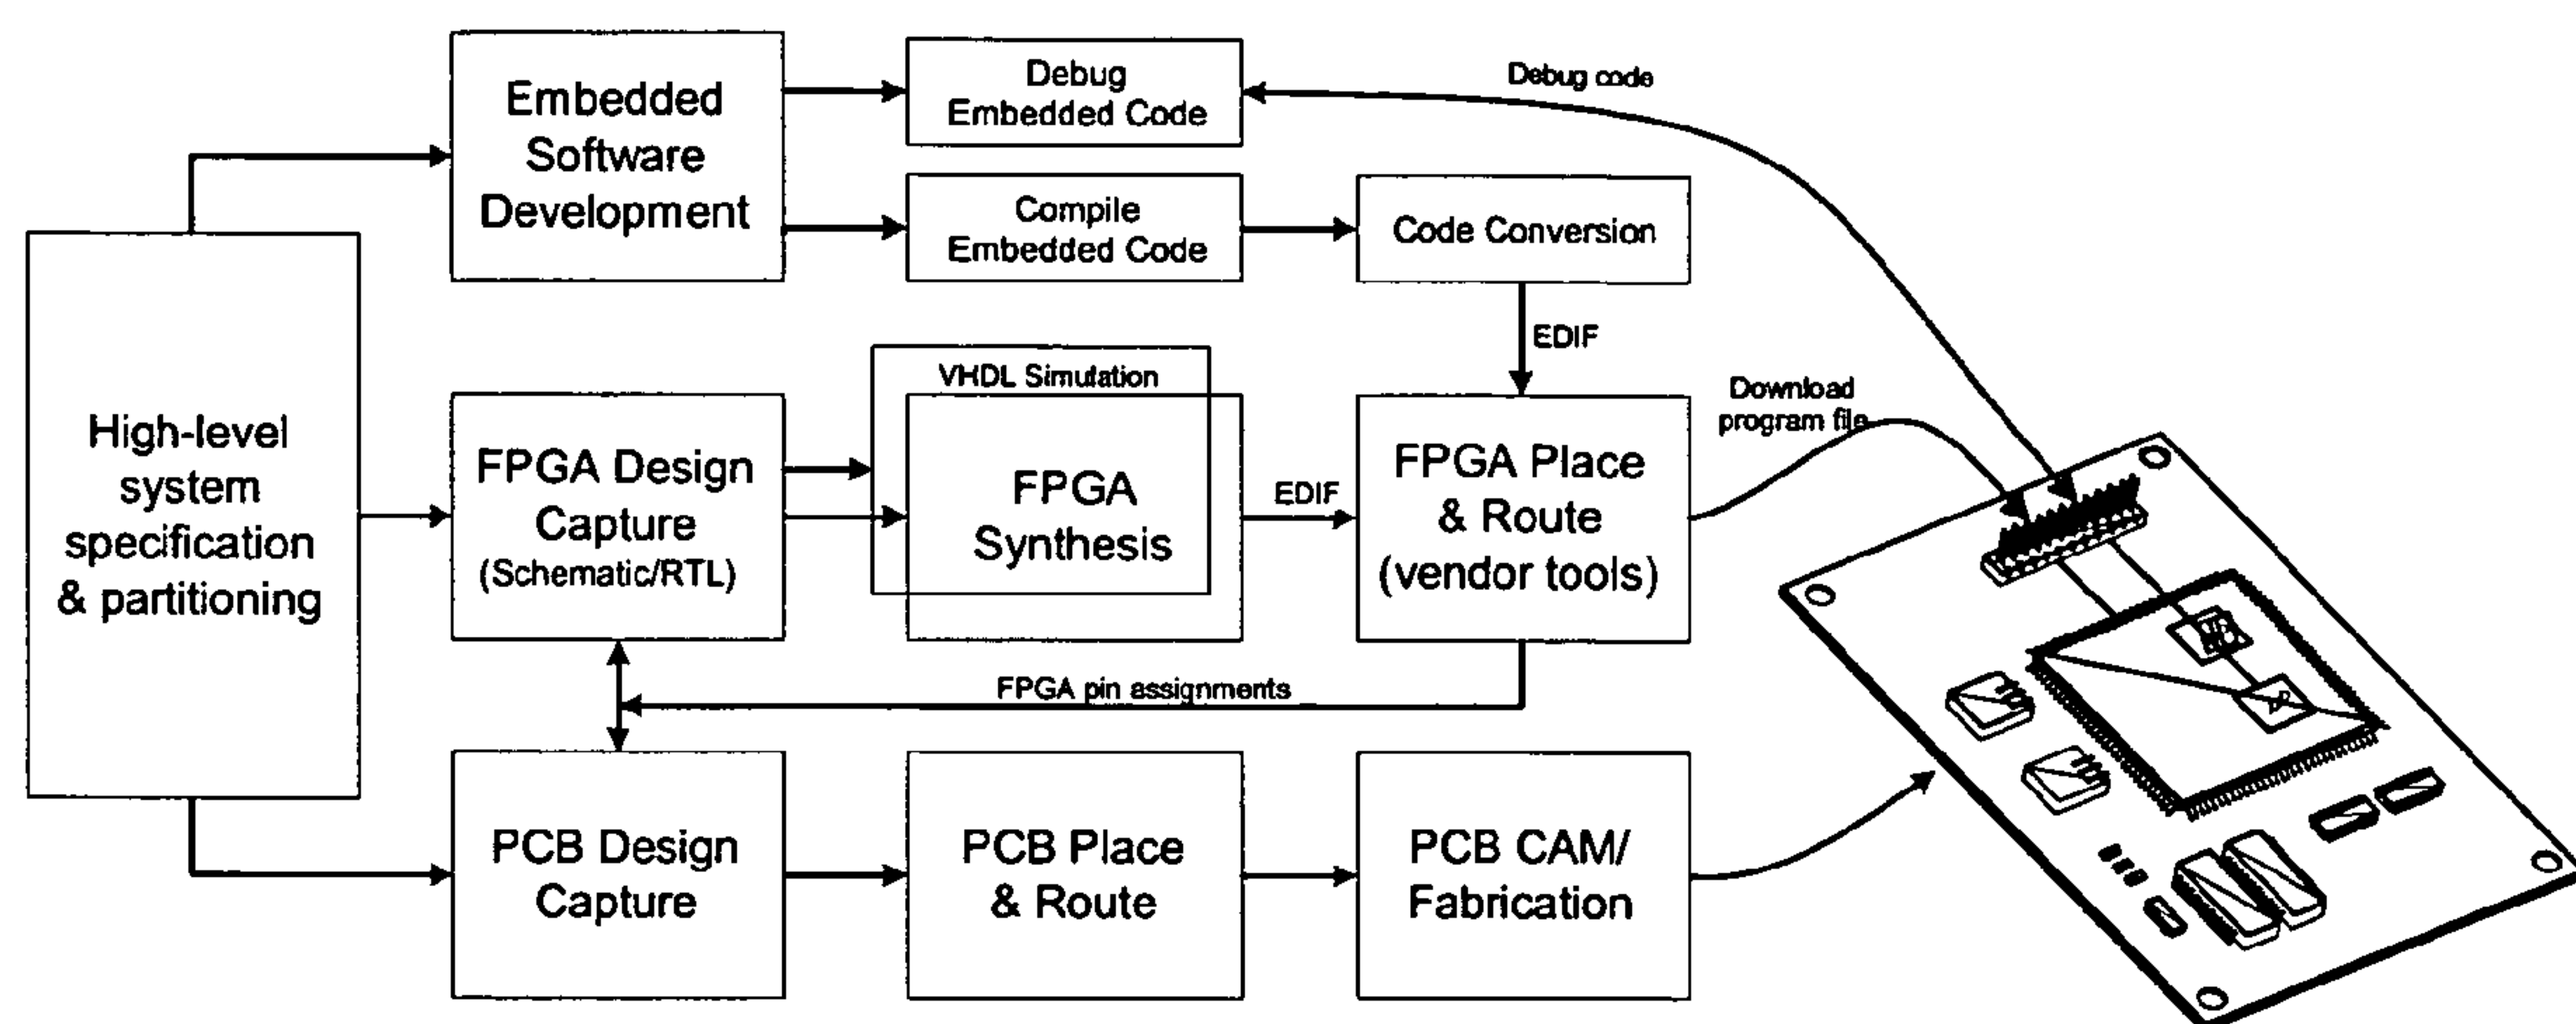 Embedded
Software
Development
Debug
Embedded Code
Debug code
Compile
Embedded Code
Code Conversion
EDIF
High-level
system
specification
& partitioning
FPGA Design
Capture
(Schematic/RTL)
VHDL Simulation
FPGA
Synthesis
EDIF
FPGA Place
& Route
(vendor tools)
Download
program file
FPGA pin assignments
PCB Design
Capture
PCB Place
& Route
PCB CAM/
Fabrication